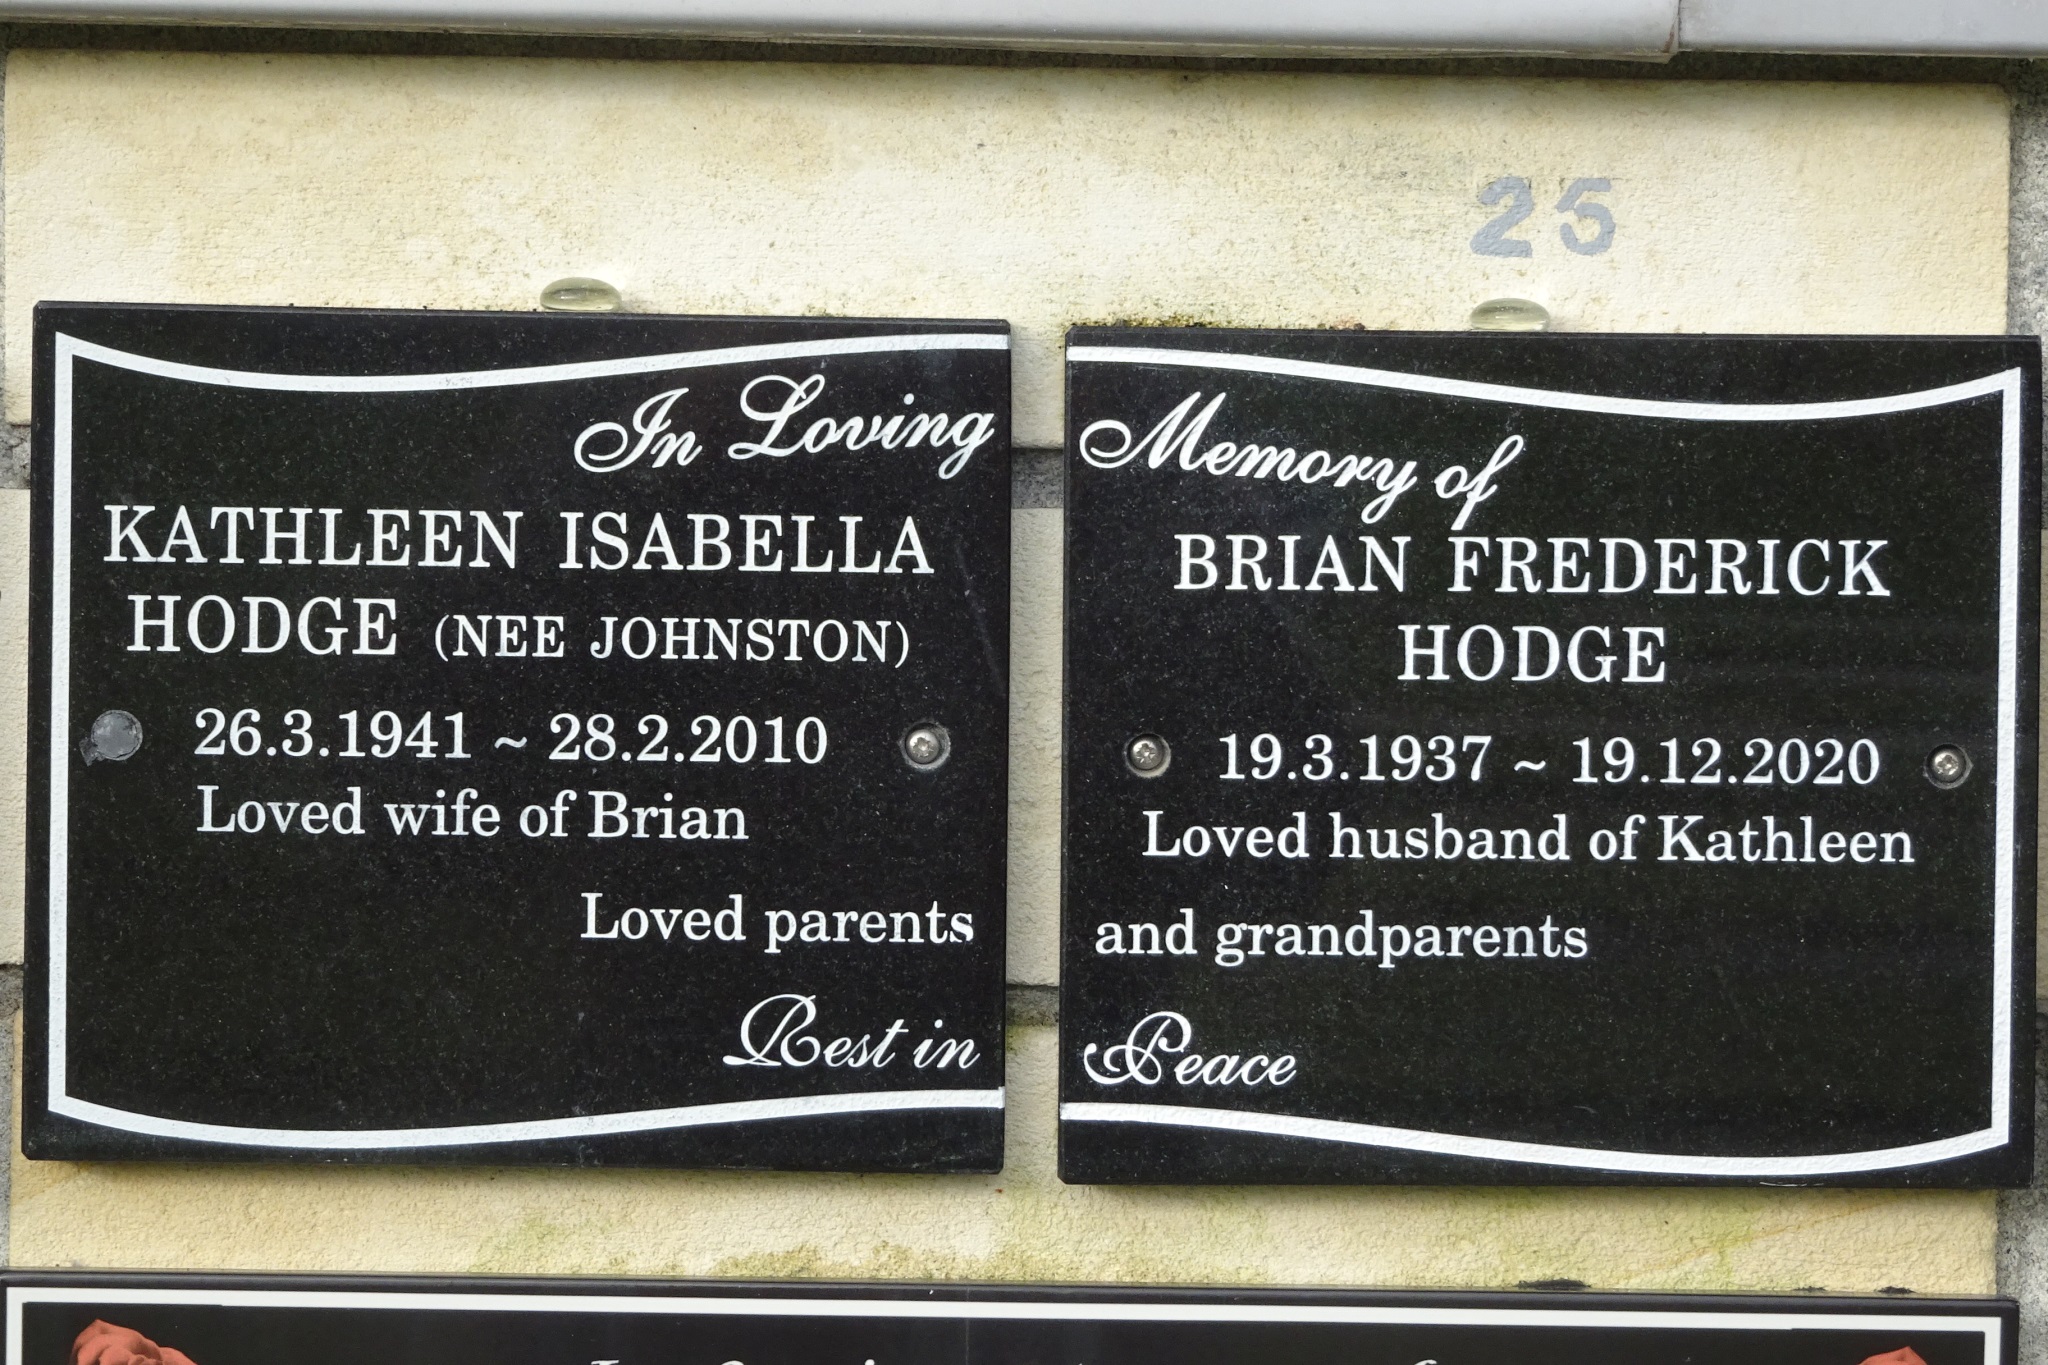 25
In Loving Memory of
KATHLEEN ISABELLA
HODGE (NEE JOHNSTON)
26.3.1941 ~ 28.2.2010
Loved wife of Brian
BRIAN FREDERICK
HODGE
19.3.1937 ~ 19.12.2020
Loved husband of Kathleen
Loved parents and grandparents
Rest in Peace